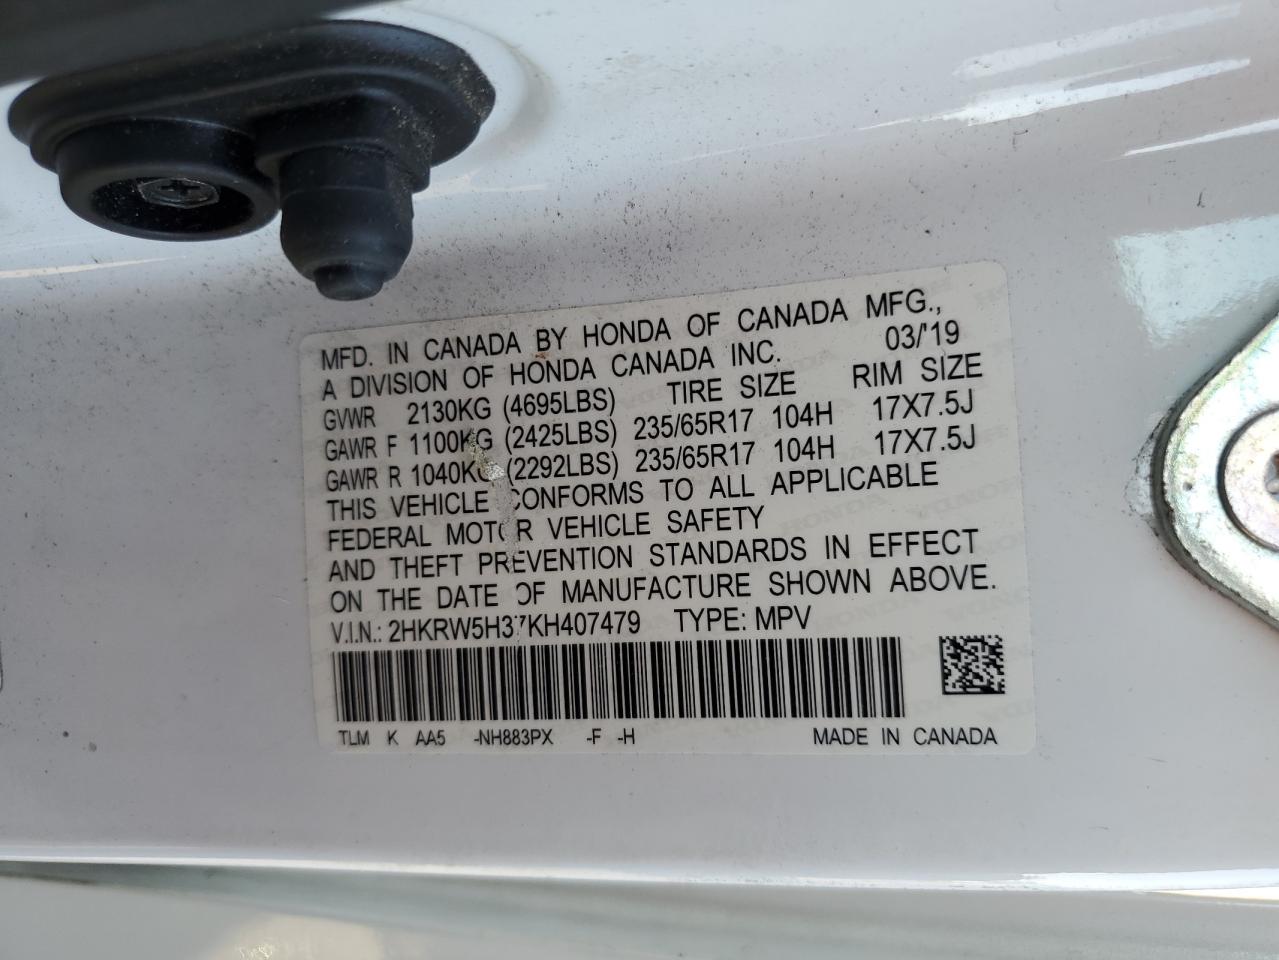 MFD. IN CANADA BY HONDA OF CANADA MFG.,
A DIVISION OF HONDA CANADA INC. 03/'19
GVWR 2130KG (4695LBS) TIRE SIZE RIM SIZE
GAWR F 1100KG (2425LBS) 235/65R17 104H 17X7.5J
GAWR R 1040KG (2292LBS) 235/65R17 104H 17X7.5J
THIS VEHICLE CONFORMS TO ALL APPLICABLE
FEDERAL MOTOR VEHICLE SAFETY
AND THEFT PREVENTION STANDARDS IN EFFECT
ON THE DATE OF MANUFACTURE SHOWN ABOVE.
V.I.N.: 2HKRW5H37KH407479 TYPE: MPV
TLM K AA5 -NH883PX -F -H MADE IN CANADA